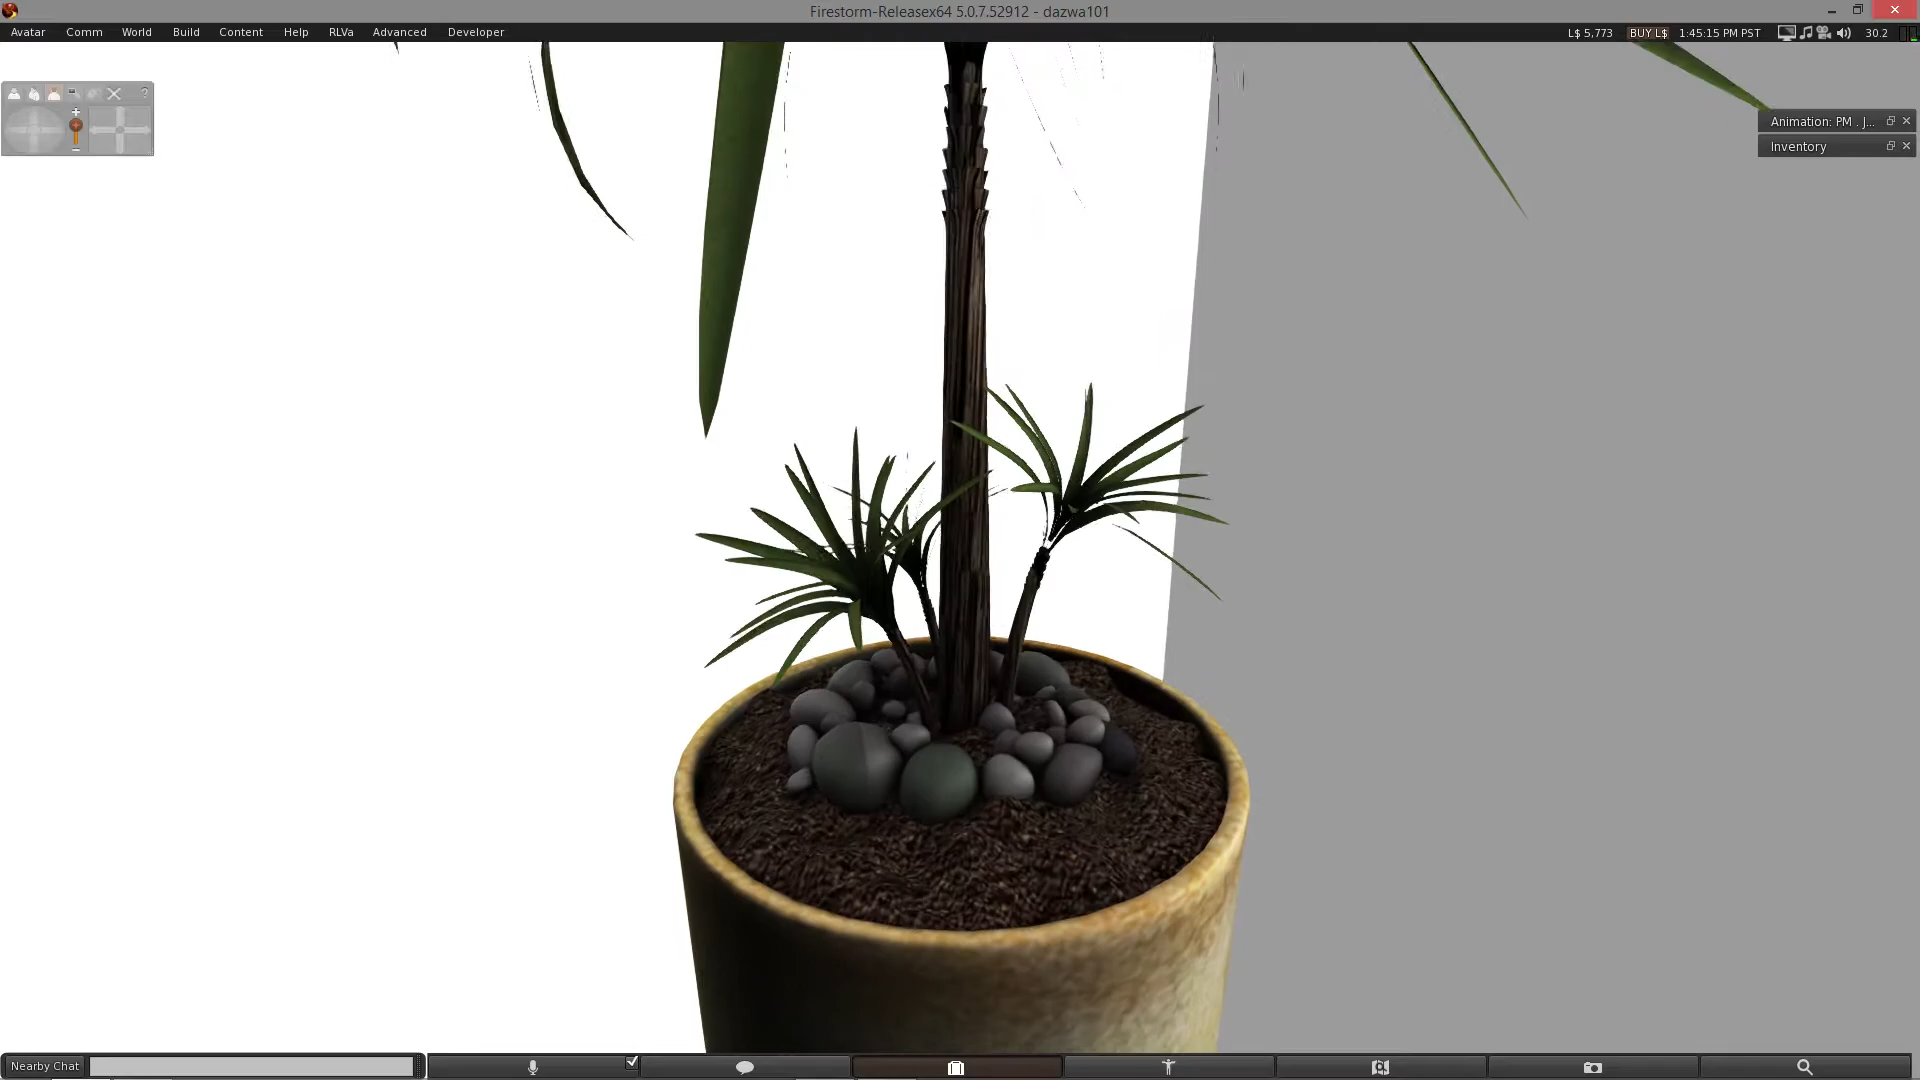 Firestorm-Releasex64 5.0.7.52912 - dazwa101
Avatar Comm World Build Content Help RLVa Advanced Developer L$ 5,773 BUY L$ 1:45:15 PM PST 30.2
?
Animation: PM . J...
Inventory
Nearby Chat